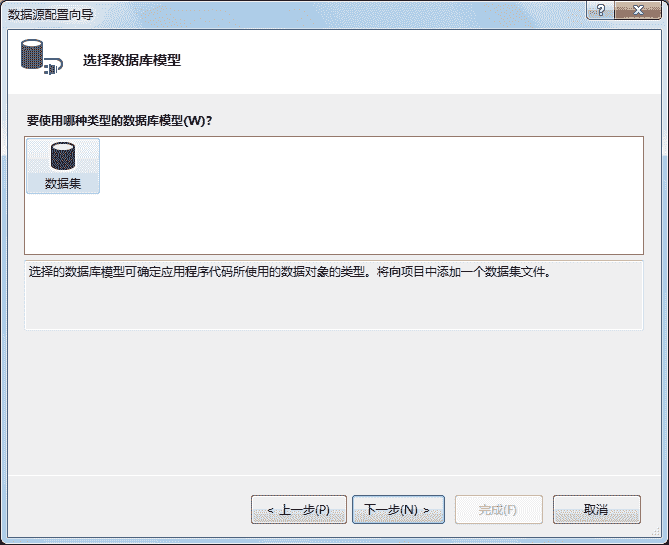 数据源配置向导
选择数据库模型
要使用哪种类型的数据库模型(W)?
数据集
选择的数据库模型可确定应用程序代码所使用的数据对象的类型。将向项目中添加一个数据集文件。
< 上一步(P) 下一步(N) > 完成(F) 取消